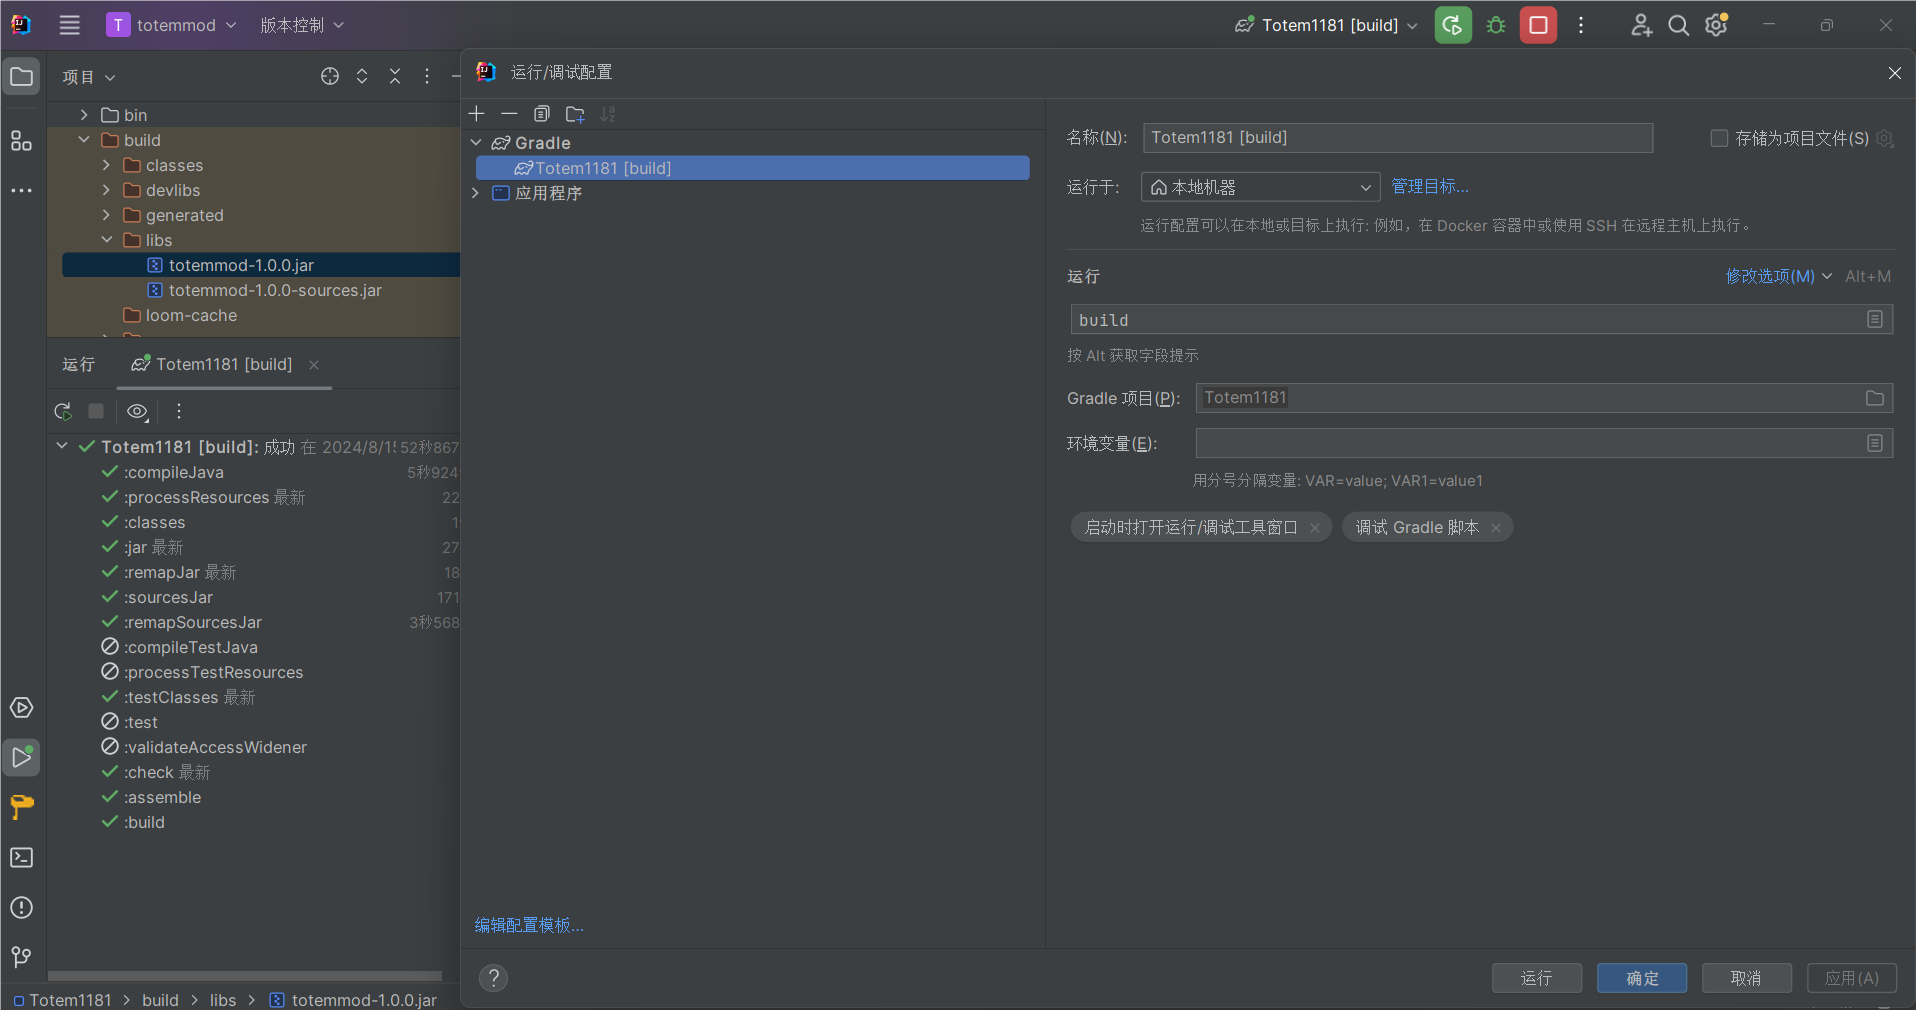 T totemmod 版本控制
Totem1181 [build]
项目
bin
build
classes
devlibs
generated
libs
totemmod-1.0.0.jar
totemmod-1.0.0-sources.jar
loom-cache
运行 Totem1181 [build]
Totem1181 [build]: 成功 在 2024/8/15 52秒867
:compileJava 5秒924
:processResources 最新 22
:classes 1
:jar 最新 27
:remapJar 最新 18
:sourcesJar 171
:remapSourcesJar 3秒568
:compileTestJava
:processTestResources
:testClasses 最新
:test
:validateAccessWidener
:check 最新
:assemble
:build
Totem1181 > build > libs > totemmod-1.0.0.jar
运行/调试配置
Gradle
Totem1181 [build]
应用程序
编辑配置模板...
?
名称(N): Totem1181 [build] 存储为项目文件(S)
运行于: 本地机器 管理目标...
运行配置可以在本地或目标上执行: 例如，在 Docker 容器中或使用 SSH 在远程主机上执行。
运行 修改选项(M) Alt+M
build
按 Alt 获取字段提示
Gradle 项目(P): Totem1181
环境变量(E):
用分号分隔变量: VAR=value; VAR1=value1
启动时打开运行/调试工具窗口 调试 Gradle 脚本
运行 确定 取消 应用(A)